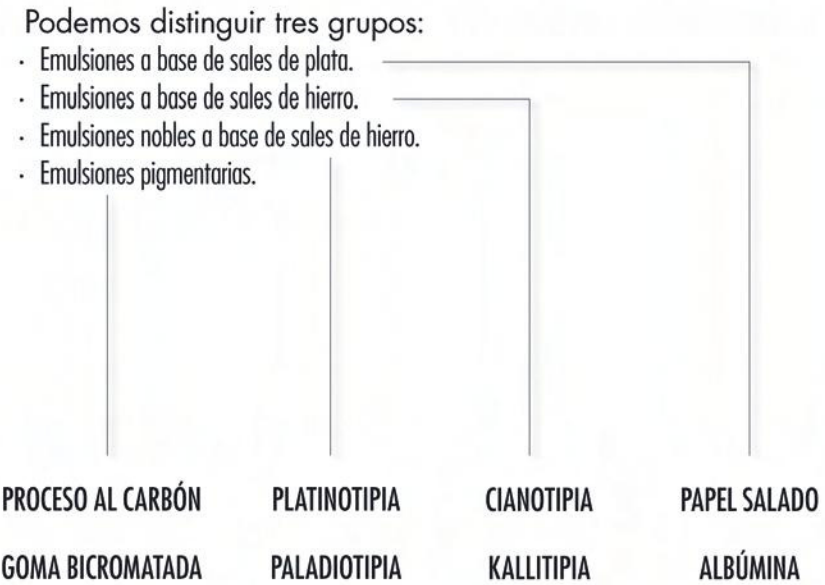 Podemos distinguir tres grupos:
· Emulsiones a base de sales de plata.
· Emulsiones a base de sales de hierro.
· Emulsiones nobles a base de sales de hierro.
· Emulsiones pigmentarias.
PROCESO AL CARBÓN PLATINOTIPIA CIANOTIPIA PAPEL SALADO
GOMA BICROMATADA PALADIOTIPIA KALLITIPIA ALBÚMINA